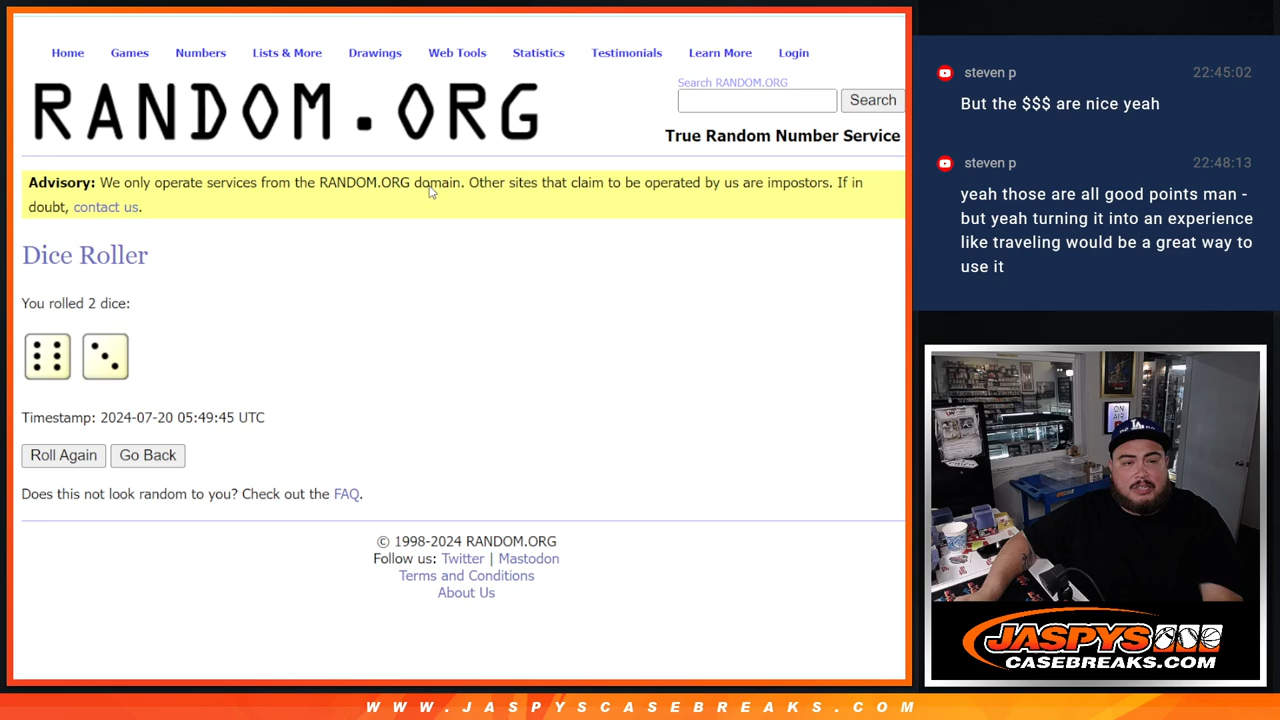 Home Games Numbers Lists & More Drawings Web Tools Statistics Testimonials Learn More Login
RANDOM.ORG
Search RANDOM.ORG
Search
True Random Number Service
Advisory: We only operate services from the RANDOM.ORG domain. Other sites that claim to be operated by us are impostors. If in
doubt, contact us.
Dice Roller
You rolled 2 dice:
Timestamp: 2024-07-20 05:49:45 UTC
Roll Again Go Back
Does this not look random to you? Check out the FAQ.
© 1998-2024 RANDOM.ORG
Follow us: Twitter | Mastodon
Terms and Conditions
About Us
steven p 22:45:02
But the $$$ are nice yeah
steven p 22:48:13
yeah those are all good points man -
but yeah turning it into an experience
like traveling would be a great way to
use it
ON
AIR
LA
JASPYS
CASEBREAKS.COM
WWW.JASPYSCASEBREAKS.COM